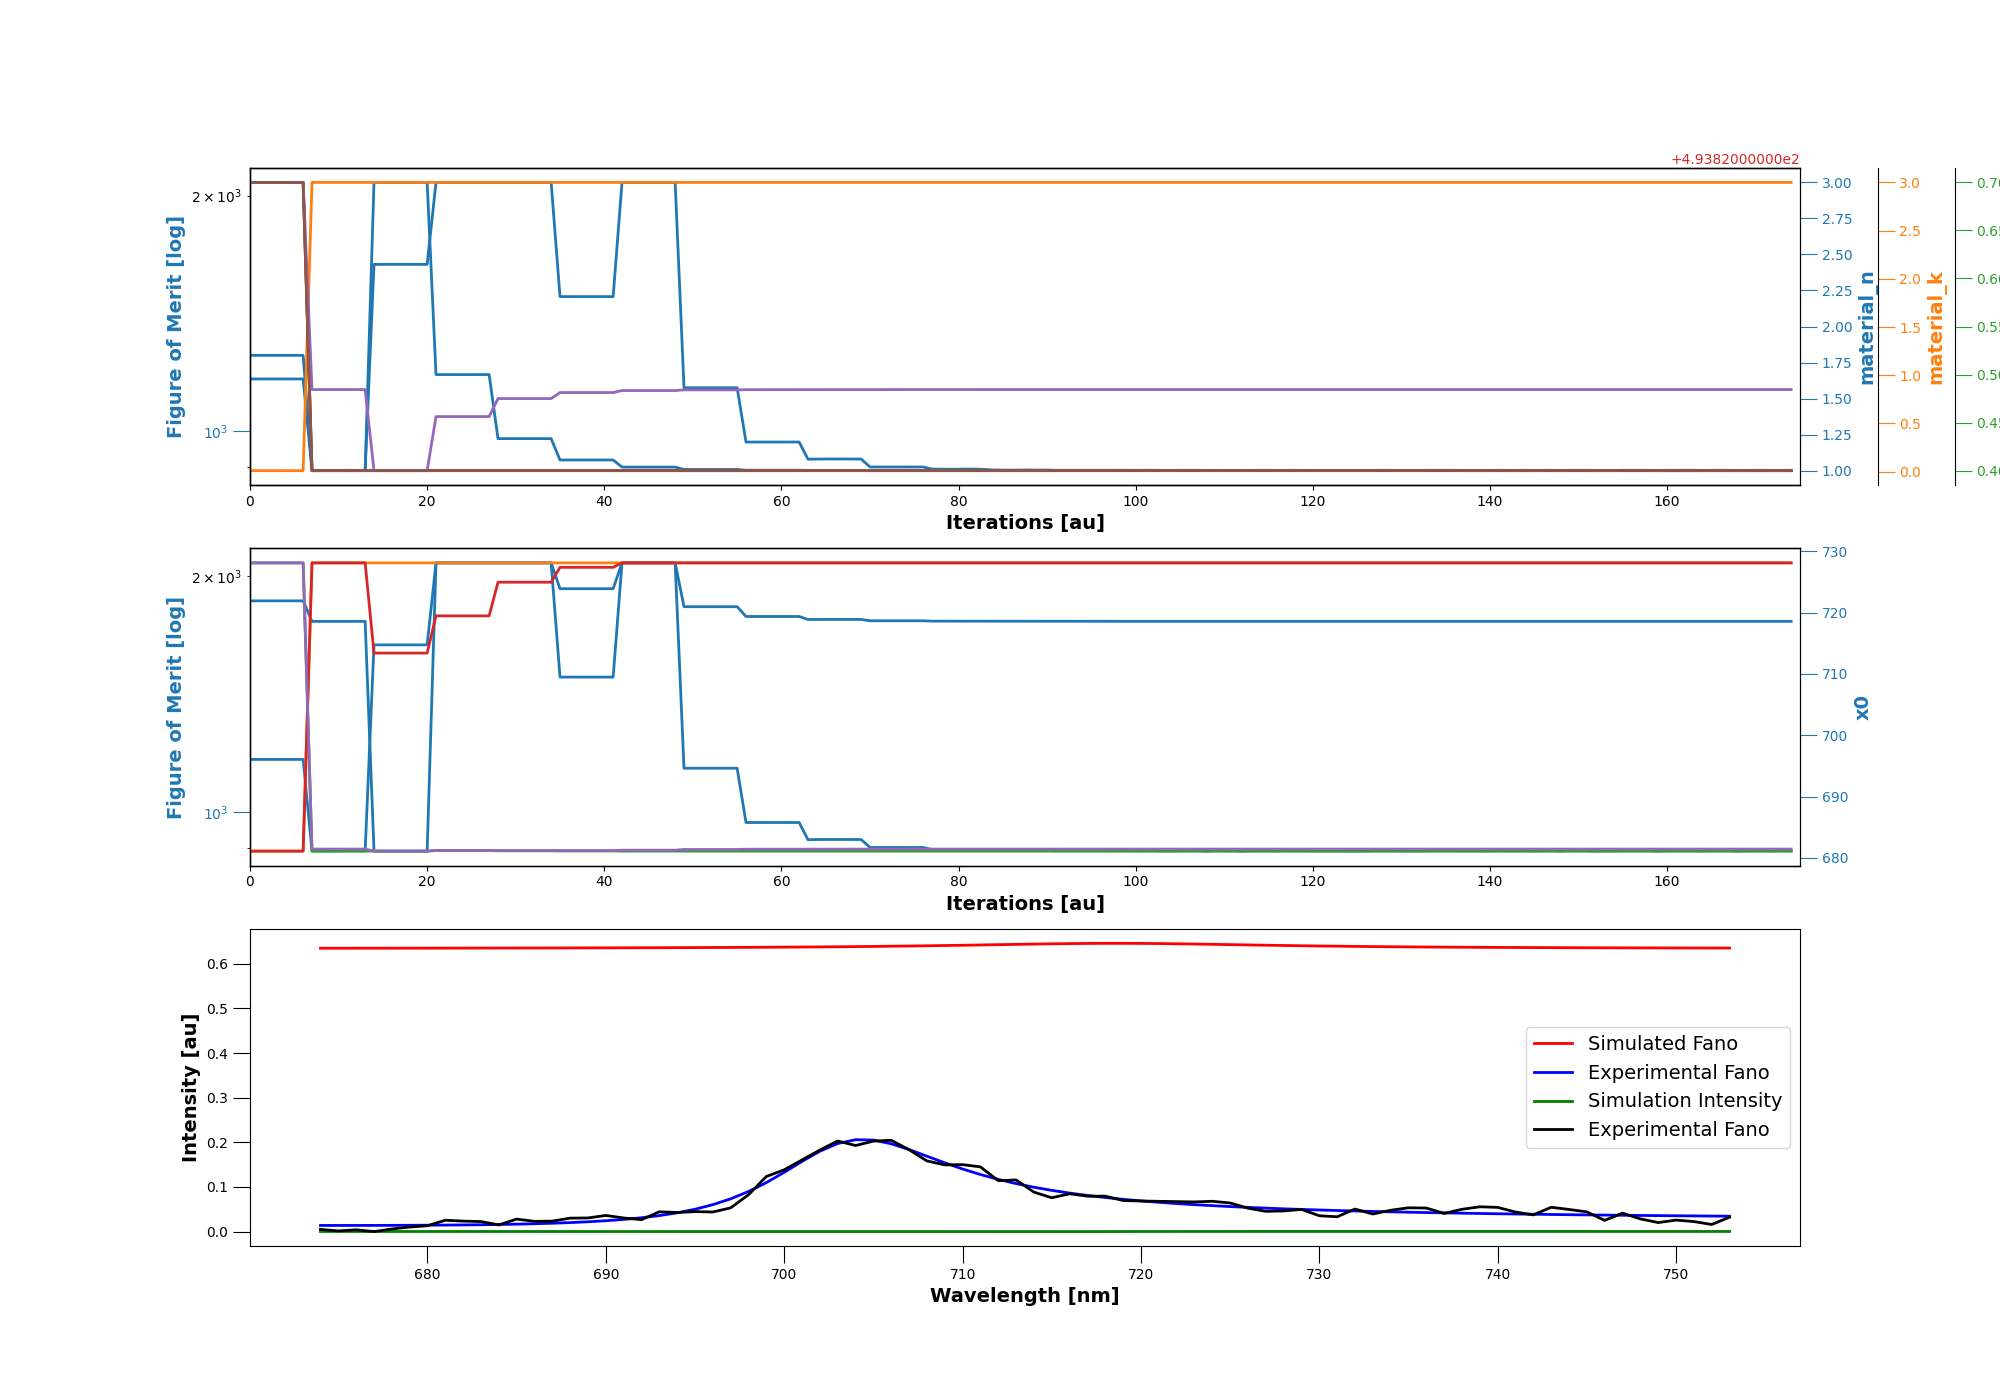 +4.9382000000e2
2 × 10³
10³
Figure of Merit [log]
3.00
2.75
2.50
2.25
2.00
1.75
1.50
1.25
1.00
material_n
3.0
2.5
2.0
1.5
1.0
0.5
0.0
material_k
0 20 40 60 80 100 120 140 160
Iterations [au]
2 × 10³
10³
Figure of Merit [log]
730
720
710
700
690
680
x0
0 20 40 60 80 100 120 140 160
Iterations [au]
0.6
0.5
0.4
0.3
0.2
0.1
0.0
Intensity [au]
Simulated Fano
Experimental Fano
Simulation Intensity
Experimental Fano
680 690 700 710 720 730 740 750
Wavelength [nm]